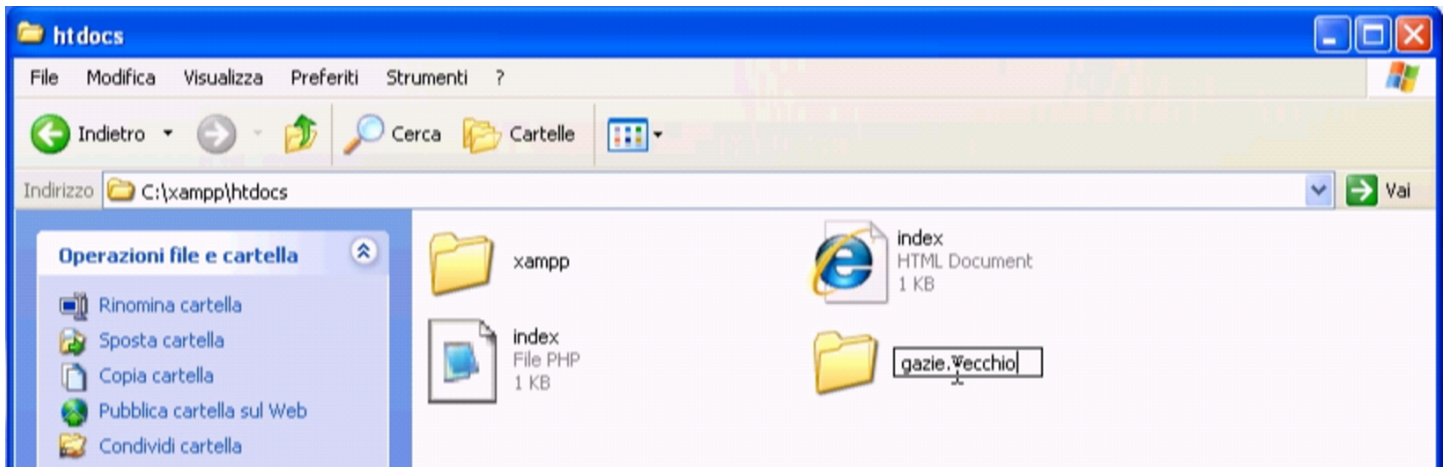 htdocs
File Modifica Visualizza Preferiti Strumenti ?
Indietro Cerca Cartelle
Indirizzo C:\xampp\htdocs Vai
Operazioni file e cartella
Rinomina cartella
Sposta cartella
Copia cartella
Pubblica cartella sul Web
Condividi cartella
xampp
index
HTML Document
1 KB
index
File PHP
1 KB
gazie.vecchio